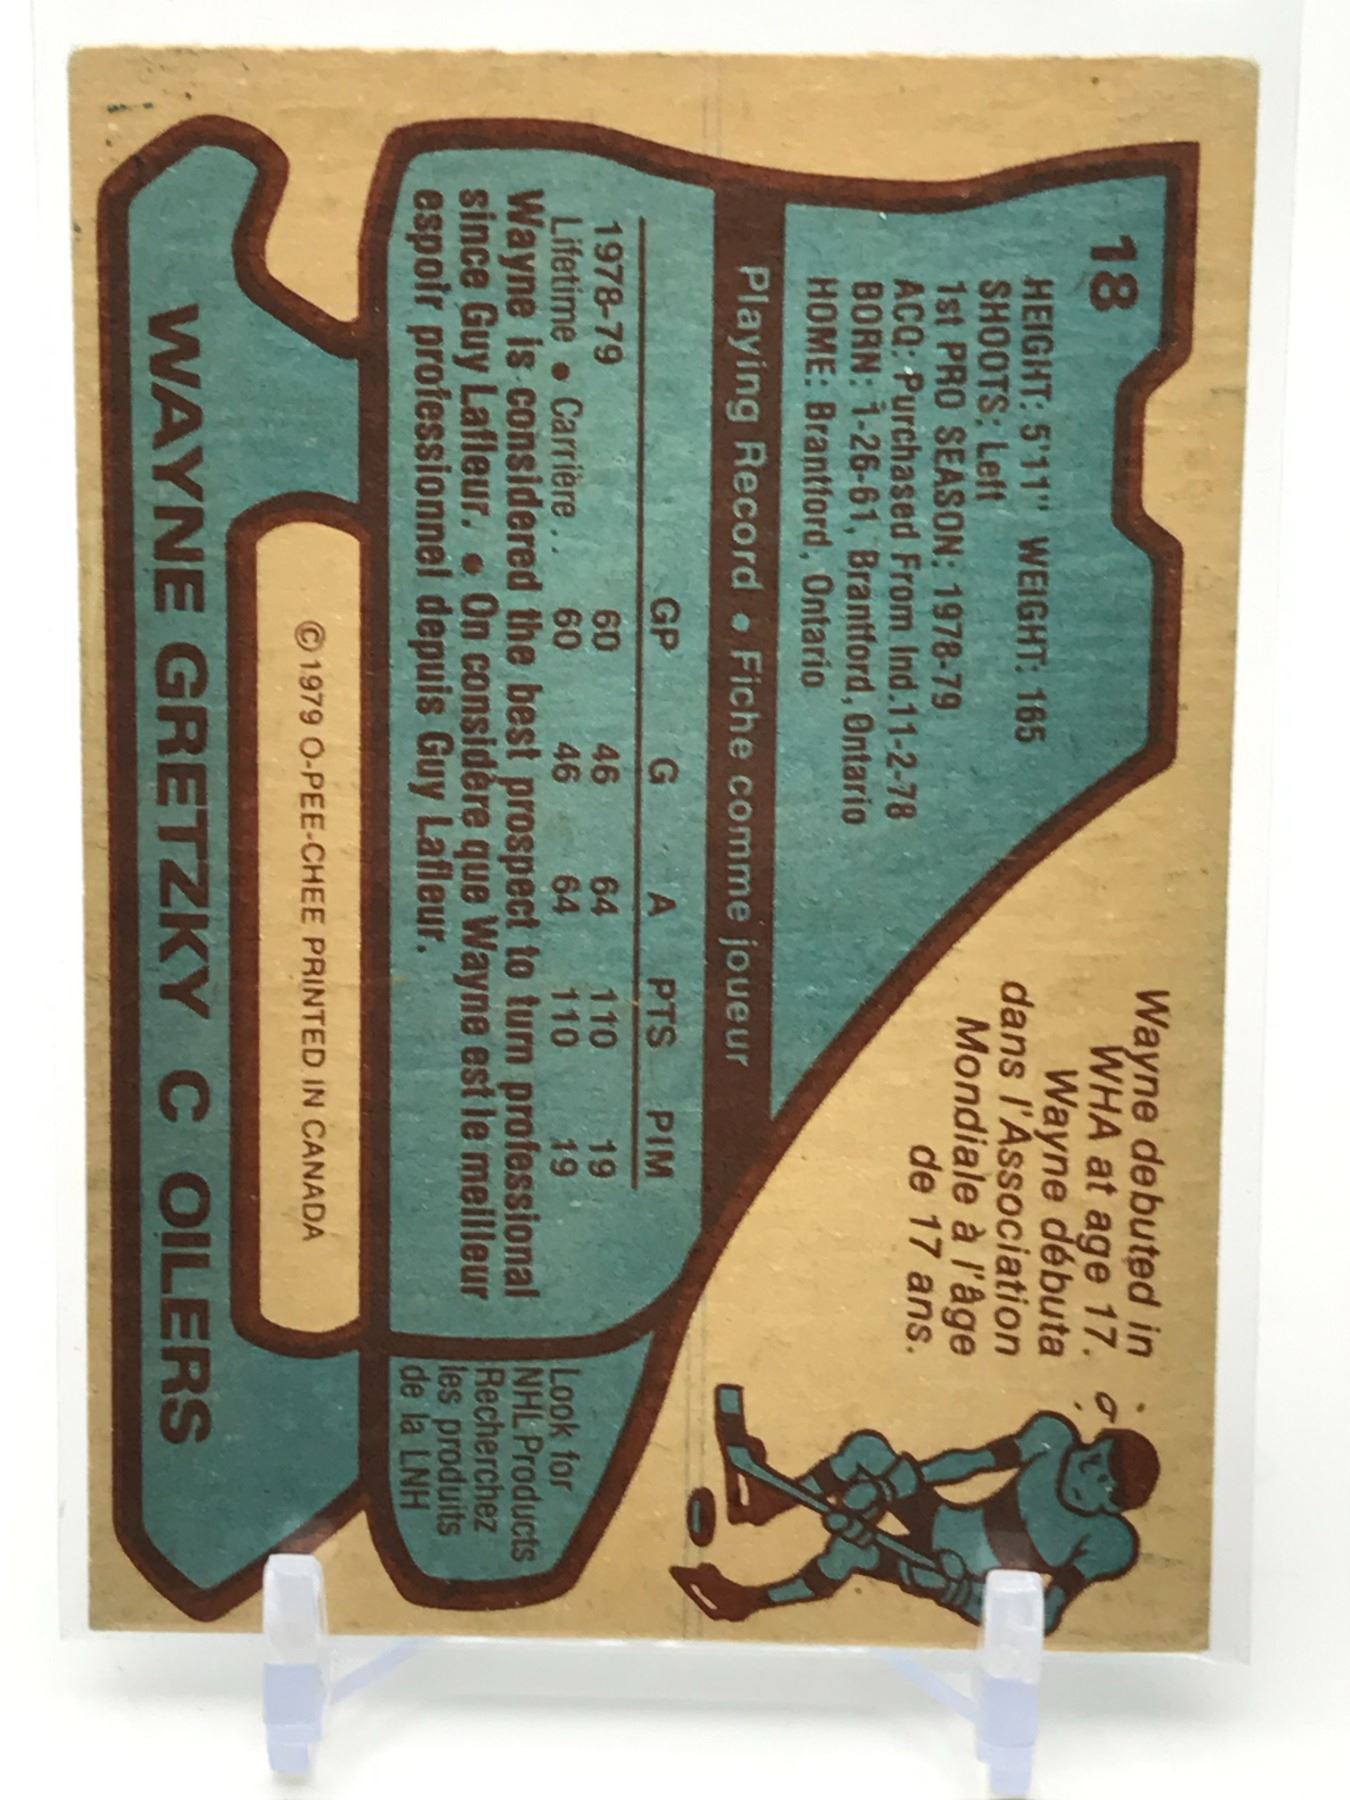 18
HEIGHT: 5'11" WEIGHT: 165
SHOOTS: Left
1st PRO SEASON: 1978-79
ACQ: Purchased From Ind.11-2-78
BORN: 1-26-61, Brantford, Ontario
HOME: Brantford, Ontario
Wayne debuted in
WHA at age 17.
Wayne débuta
dans l'Association
Mondiale à l'âge
de 17 ans.
Playing Record • Fiche comme joueur
GP G A PTS PIM
1978-79 60 46 64 110 19
Lifetime • Carrière . . 60 46 64 110 19
Wayne is considered the best prospect to turn professional
since Guy Lafleur. • On considère que Wayne est le meilleur
espoir professionnel depuis Guy Lafleur.
Look for
NHL Products
Recherchez
les produits
de la LNH
© 1979 O-PEE-CHEE PRINTED IN CANADA
WAYNE GRETZKY C OILERS